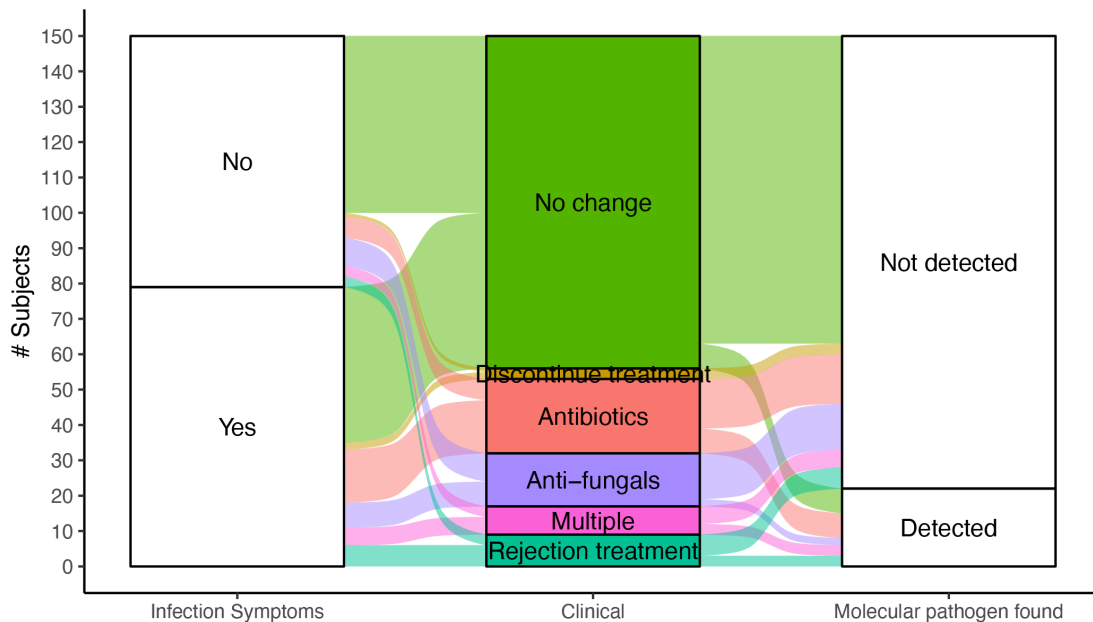 # Subjects
150
140
130
120
110
100
90
80
70
60
50
40
30
20
10
0
No
Yes
No change
Discontinue treatment
Antibiotics
Anti−fungals
Multiple
Rejection treatment
Not detected
Detected
Infection Symptoms
Clinical
Molecular pathogen found